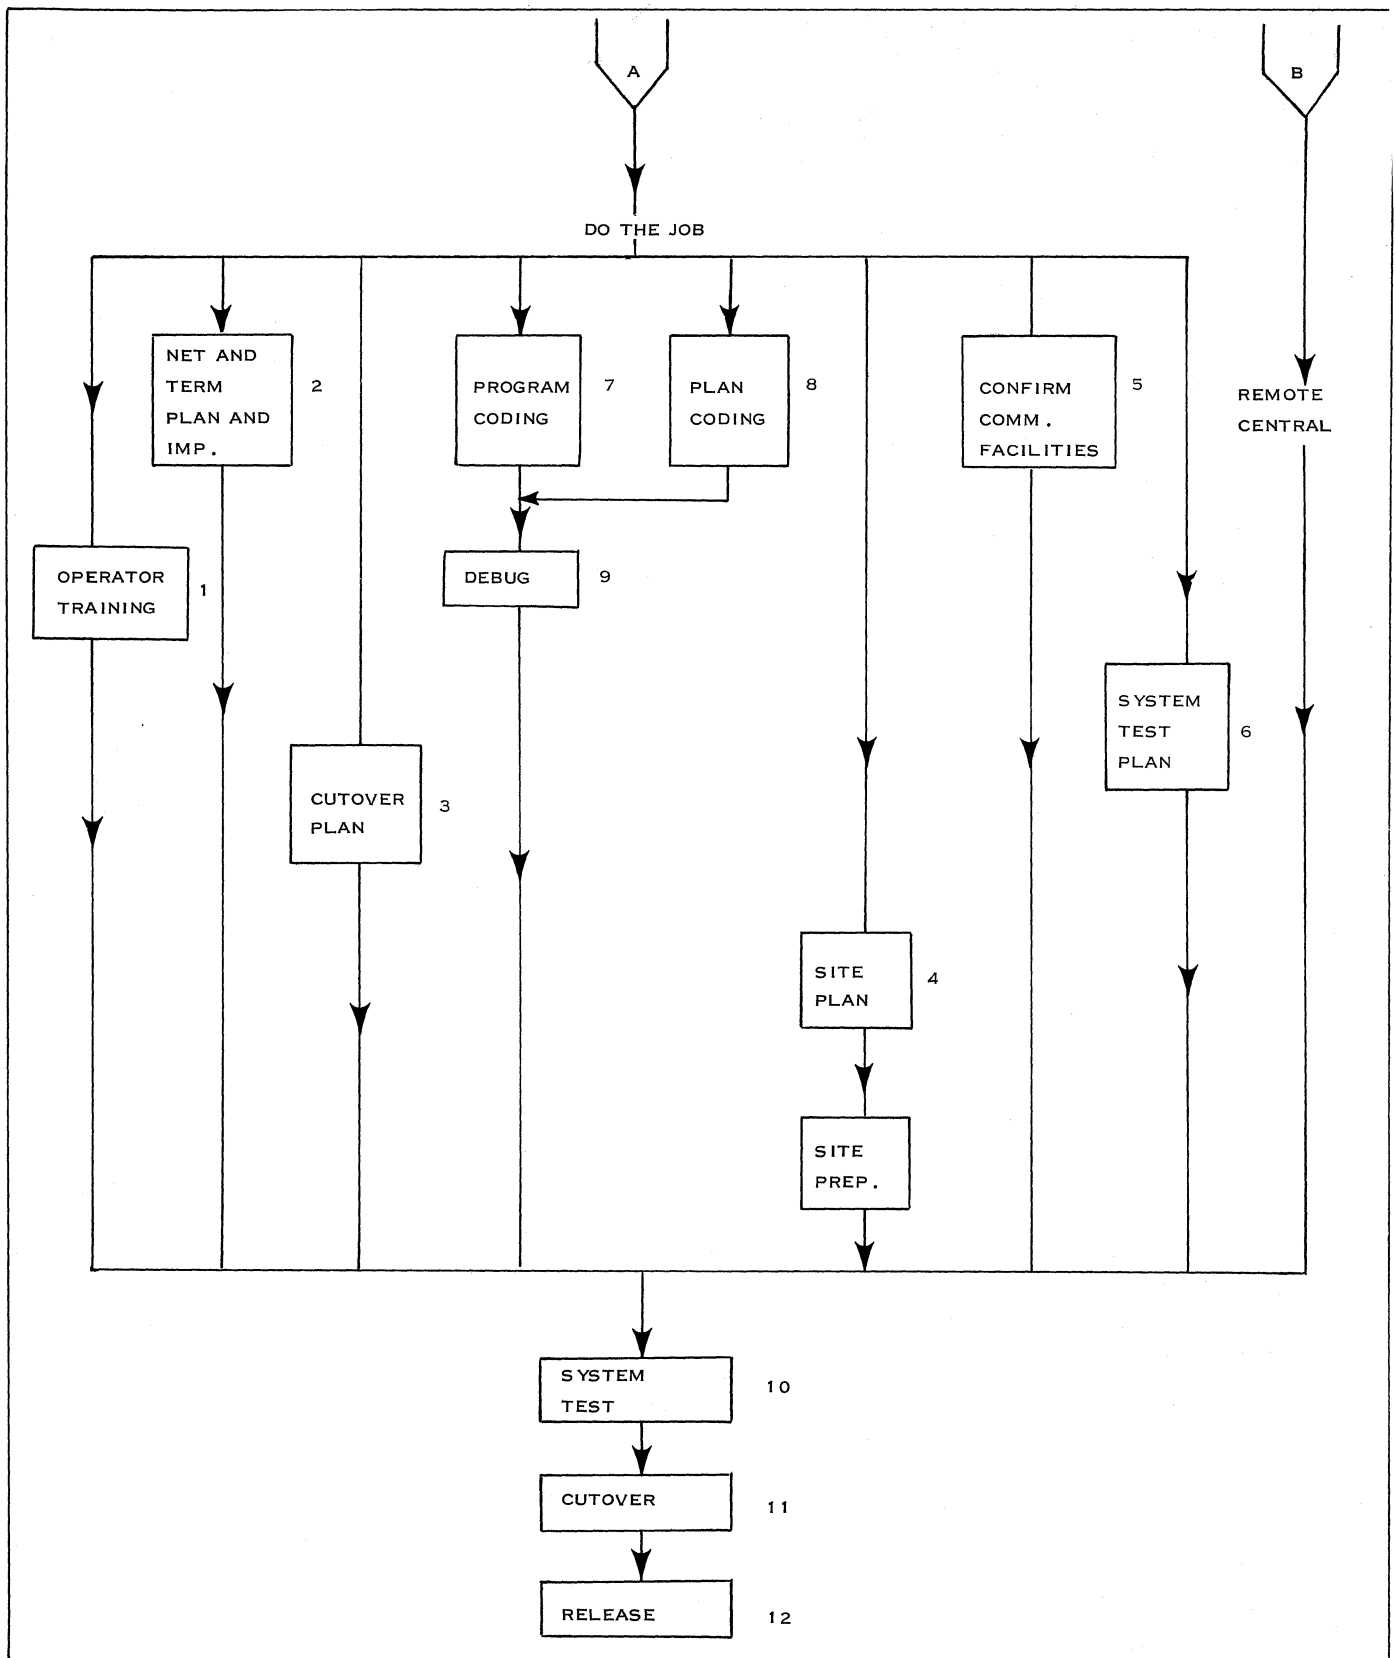 A
B
DO THE JOB
NET AND
TERM
PLAN AND
IMP.
2
PROGRAM
CODING
7
PLAN
CODING
8
CONFIRM
COMM.
FACILITIES
5
REMOTE
CENTRAL
OPERATOR
TRAINING
1
DEBUG
9
SYSTEM
TEST
PLAN
6
CUTOVER
PLAN
3
SITE
PLAN
4
SITE
PREP.
SYSTEM
TEST
10
CUTOVER
11
RELEASE
12